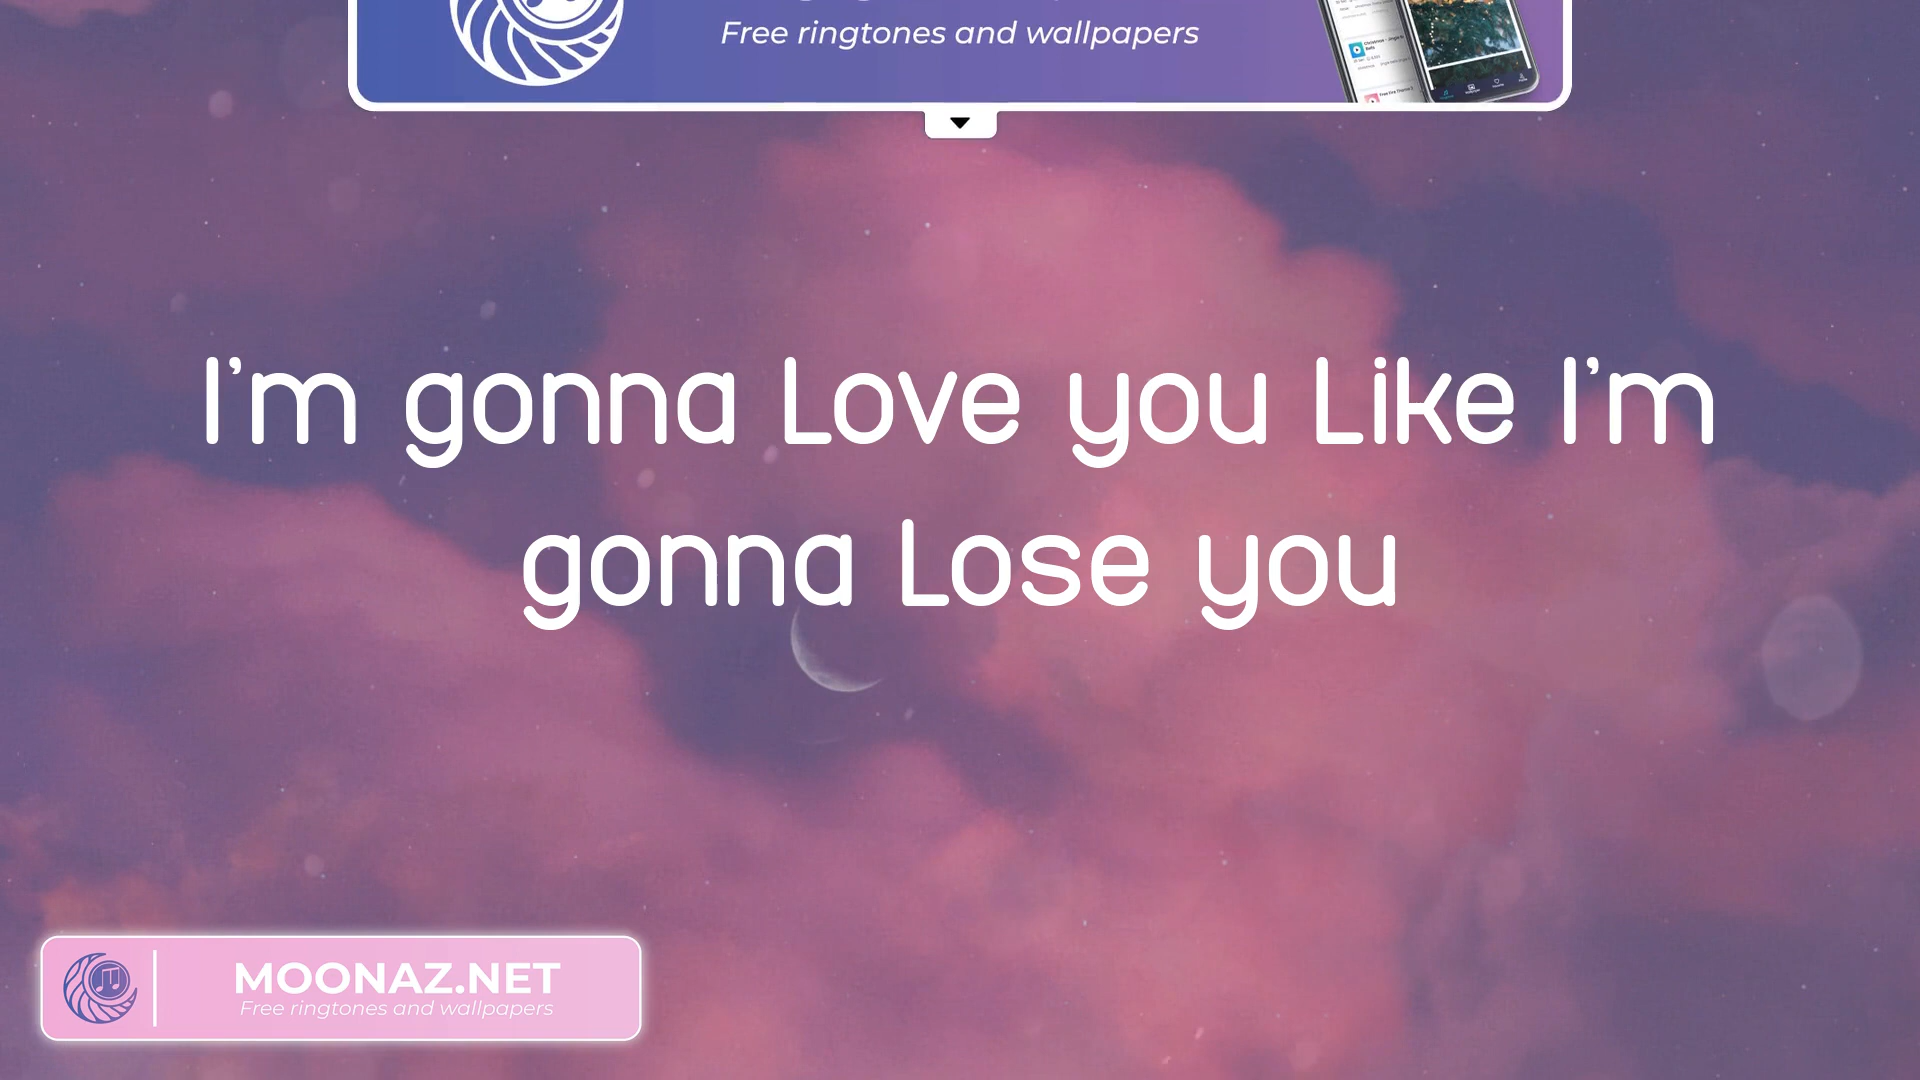 Free ringtones and wallpapers
I'm gonna Love you Like I'm
gonna Lose you
MOONAZ.NET
Free ringtones and wallpapers